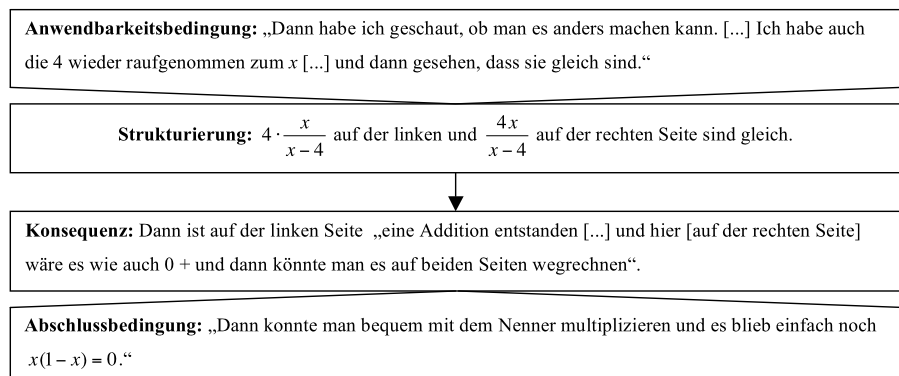 Anwendbarkeitsbedingung: „Dann habe ich geschaut, ob man es anders machen kann. [...] Ich habe auch
die 4 wieder raufgenommen zum x [...] und dann gesehen, dass sie gleich sind.“
Strukturierung: 4 · x/(x − 4) auf der linken und 4x/(x − 4) auf der rechten Seite sind gleich.
Konsequenz: Dann ist auf der linken Seite „eine Addition entstanden [...] und hier [auf der rechten Seite]
wäre es wie auch 0 + und dann könnte man es auf beiden Seiten wegrechnen“.
Abschlussbedingung: „Dann konnte man bequem mit dem Nenner multiplizieren und es blieb einfach noch
x(1 − x) = 0.“